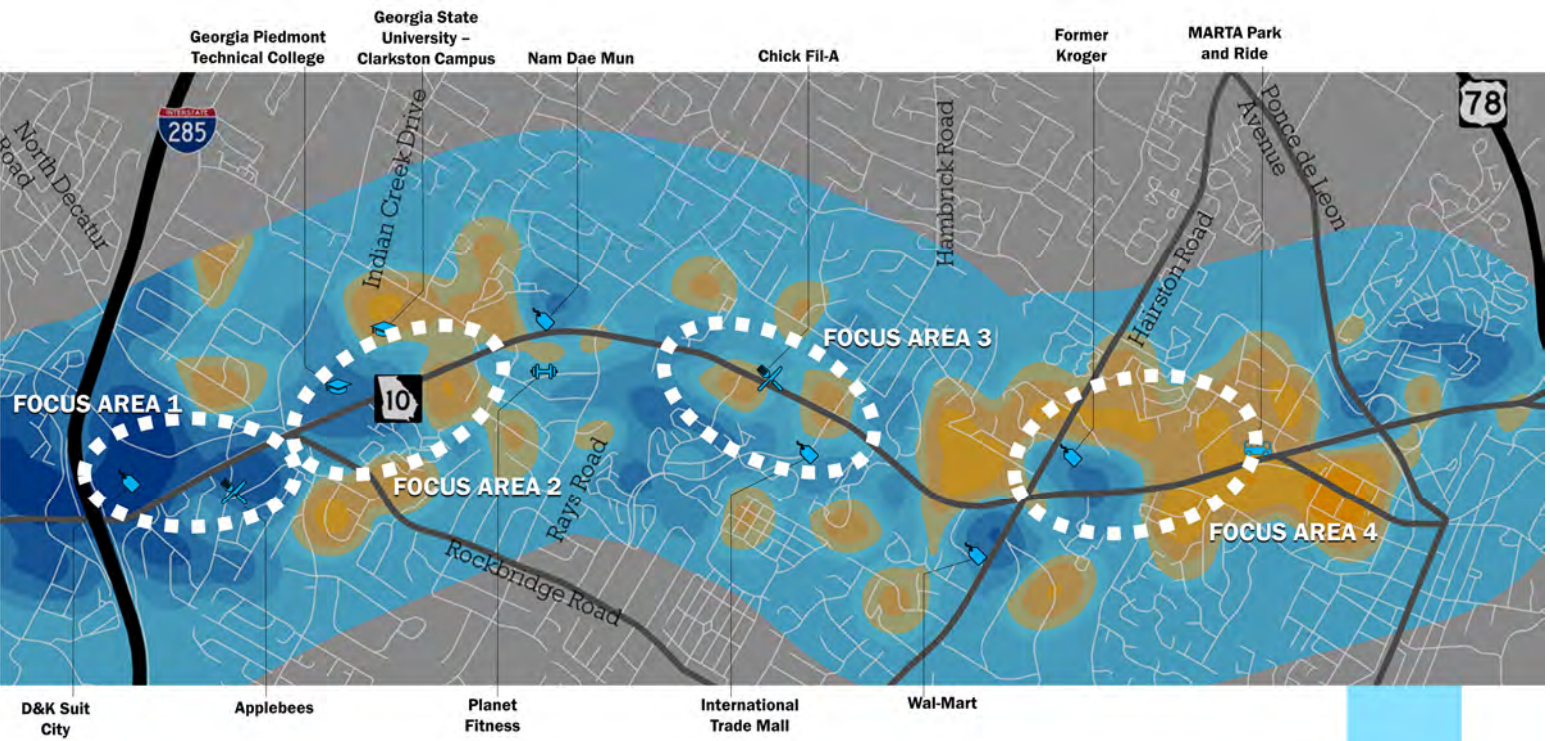 Georgia Piedmont
Technical College
Georgia State
University –
Clarkston Campus
Nam Dae Mun
Chick Fil-A
Former
Kroger
MARTA Park
and Ride
INTERSTATE
285
78
North Decatur
Road
Indian Creek Drive
Hambrick Road
Hairston Road
Ponce de Leon
Avenue
FOCUS AREA 3
10
FOCUS AREA 1
FOCUS AREA 2
Rays Road
FOCUS AREA 4
Rockbridge Road
D&K Suit
City
Applebees
Planet
Fitness
International
Trade Mall
Wal-Mart